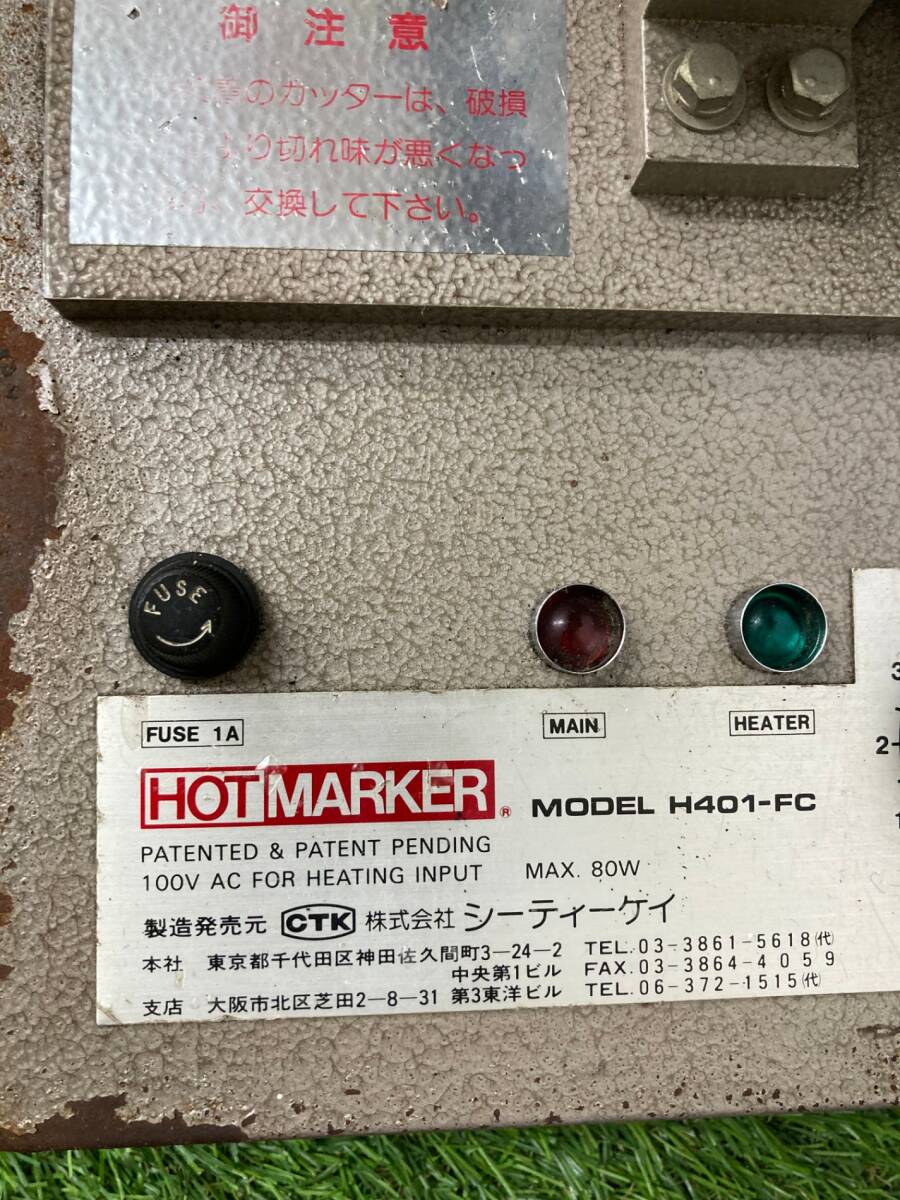 御注意
のカッターは、破損
り切れ味が悪くなっ
交換して下さい。
FUSE
FUSE 1A
MAIN
HEATER
3
2
1
HOTMARKER® MODEL H401-FC
PATENTED & PATENT PENDING
100V AC FOR HEATING INPUT MAX. 80W
製造発売元 CTK 株式会社 シーティーケイ
本社 東京都千代田区神田佐久間町3-24-2 TEL.03-3861-5618(代)
中央第1ビル FAX.03-3864-4059
支店 大阪市北区芝田2-8-31 第3東洋ビル TEL.06-372-1515(代)